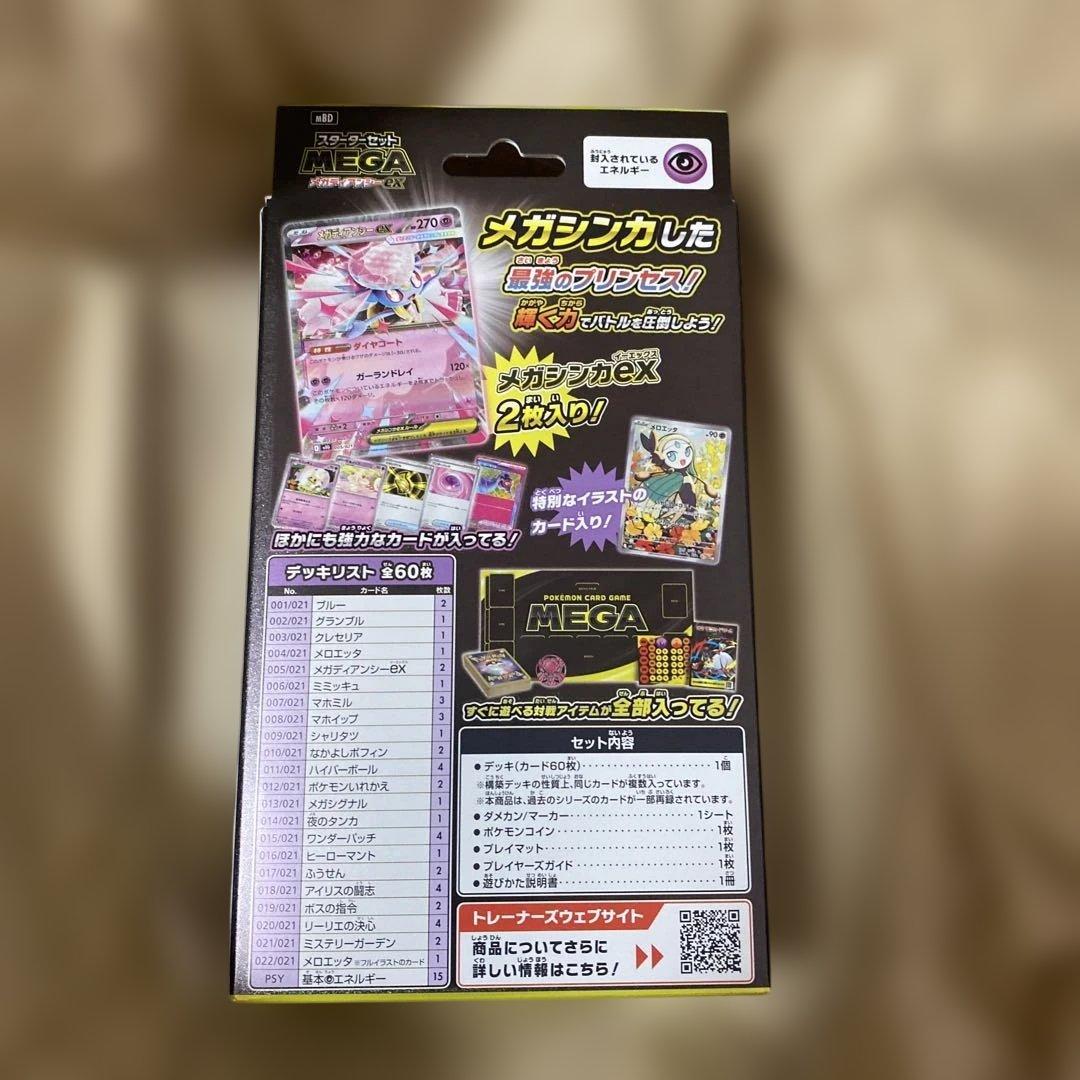 mBD
スターターセット
MEGA
メガディアンシーex
封入されている
エネルギー
メガディアンシーex HP270
特性 ダイヤコート
ガーランドレイ 120×
メガシンカexルール
メガシンカした
最強のプリンセス!
輝く力でバトルを圧倒しよう!
メガシンカex
2枚入り!
メロエッタ HP90
特別なイラストの
カード入り!
ほかにも強力なカードが入ってる!
デッキリスト 全60枚
No. カード名 枚数
001/021 ブルー 2
002/021 グランブル 1
003/021 クレセリア 1
004/021 メロエッタ 1
005/021 メガディアンシーex 2
006/021 ミミッキュ 1
007/021 マホミル 3
008/021 マホイップ 3
009/021 シャリタツ 1
010/021 なかよしポフィン 2
011/021 ハイパーボール 4
012/021 ポケモンいれかえ 2
013/021 メガシグナル 1
014/021 夜のタンカ 1
015/021 ワンダーパッチ 4
016/021 ヒーローマント 1
017/021 ふうせん 2
018/021 アイリスの闘志 4
019/021 ボスの指令 2
020/021 リーリエの決心 4
021/021 ミステリーガーデン 2
022/021 メロエッタ ※フルイラストのカード 1
PSY 基本エネルギー 15
POKÉMON CARD GAME
MEGA
すぐに遊べる対戦アイテムが全部入ってる!
セット内容
●デッキ(カード60枚)・・・・・・・・・・1個
※構築デッキの性質上、同じカードが複数入っています。
※本商品は、過去のシリーズのカードが一部再録されています。
●ダメカン/マーカー・・・・・・・・・・1シート
●ポケモンコイン・・・・・・・・・・1枚
●プレイマット・・・・・・・・・・1枚
●プレイヤーズガイド・・・・・・・・・・1枚
●遊びかた説明書・・・・・・・・・・1冊
トレーナーズウェブサイト
商品についてさらに
詳しい情報はこちら!